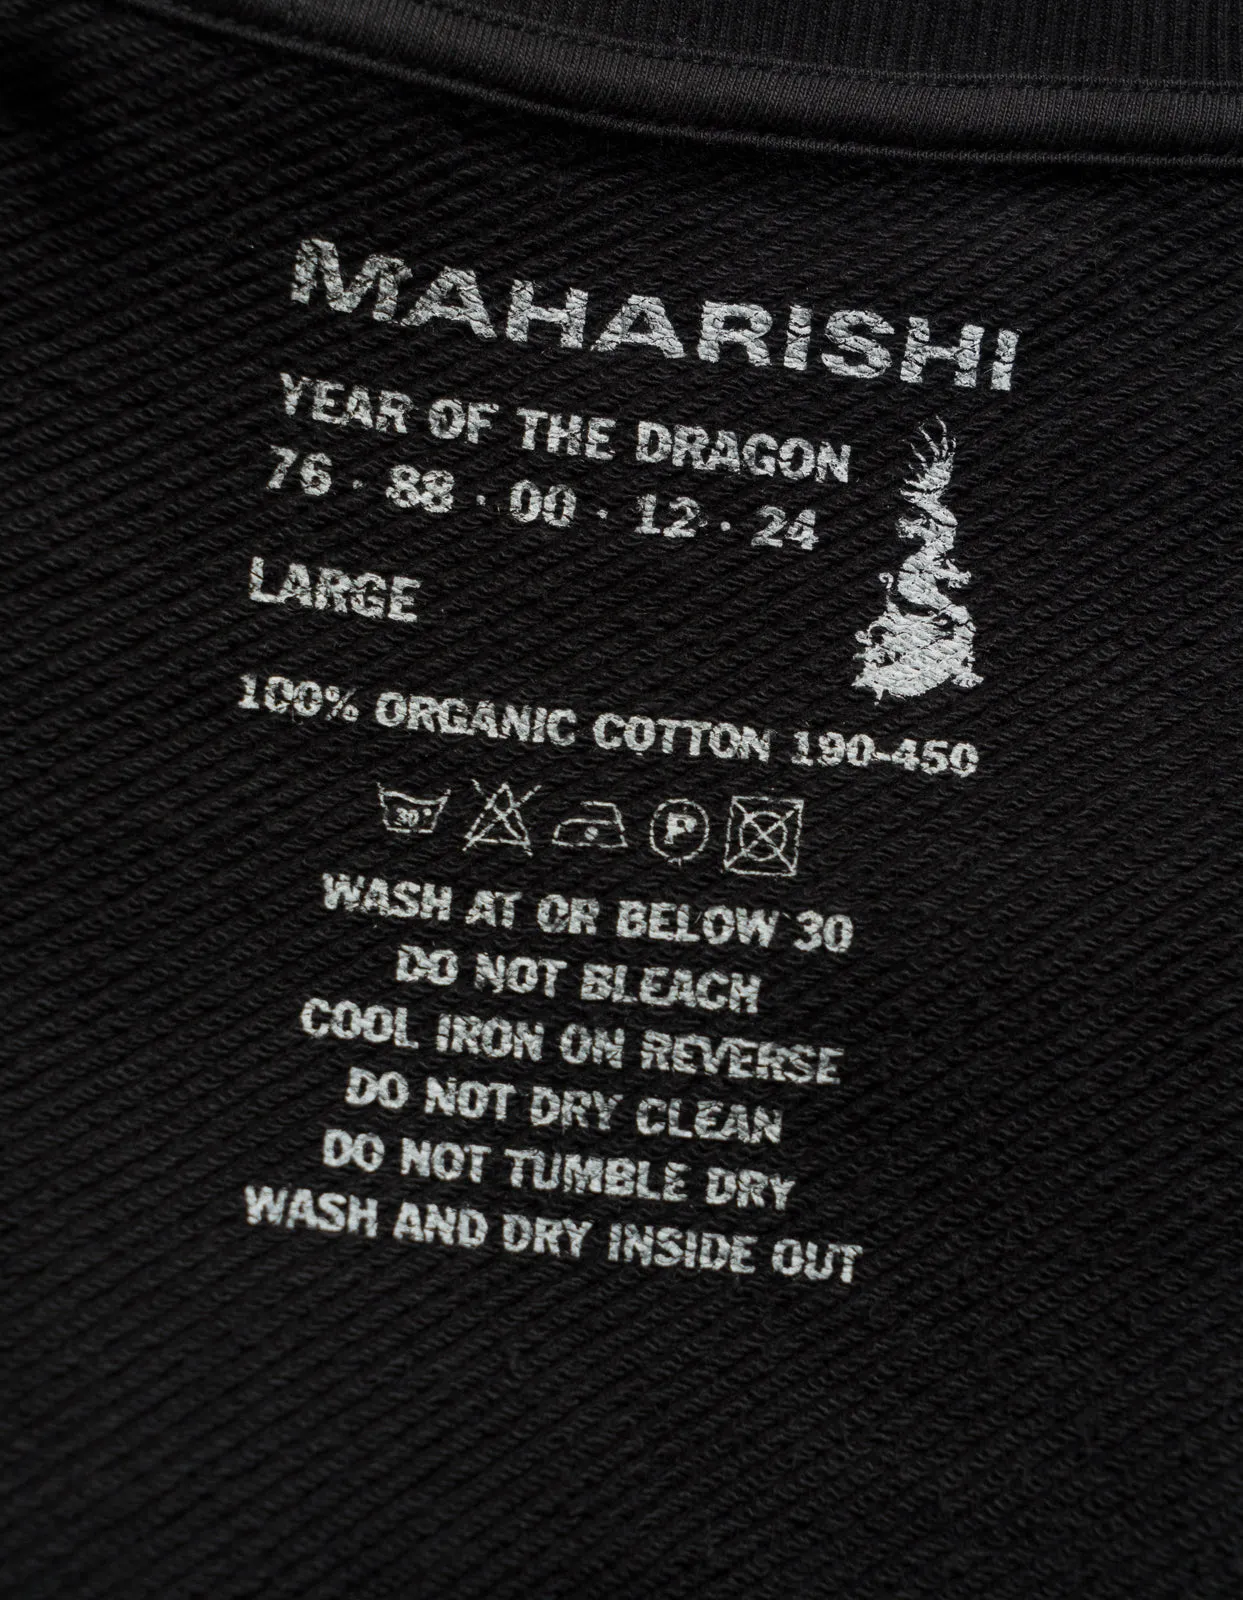 MAHARISHI
YEAR OF THE DRAGON
76 · 88 · 00 · 12 · 24
LARGE
100% ORGANIC COTTON 190-450
30°
P
WASH AT OR BELOW 30
DO NOT BLEACH
COOL IRON ON REVERSE
DO NOT DRY CLEAN
DO NOT TUMBLE DRY
WASH AND DRY INSIDE OUT